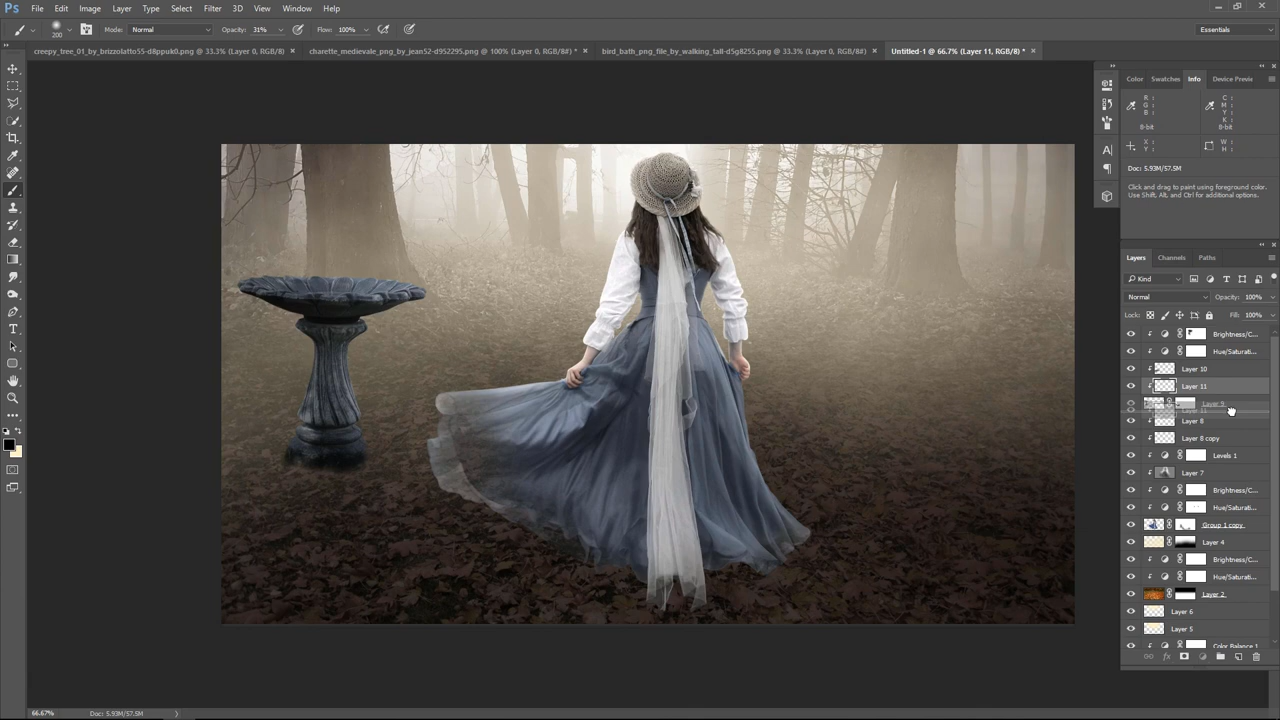 Ps File Edit Image Layer Type Select Filter 3D View Window Help
200 Mode: Normal Opacity: 31% Flow: 100% Essentials
creepy_tree_01_by_brizzolatto55-d8ppuk0.png @ 33.3% (Layer 0, RGB/8) × charette_medievale_png_by_jean52-d952295.png @ 100% (Layer 0, RGB/8#) * × bird_bath_png_file_by_walking_tall-d5g8255.png @ 33.3% (Layer 0, RGB/8#) × Untitled-1 @ 66.7% (Layer 11, RGB/8) * ×
Color Swatches Info Device Previe
R : C :
G : M :
B : Y :
K :
8-bit 8-bit
X : W :
Y : H :
Doc: 5.93M/57.5M
Click and drag to paint using foreground color.
Use Shift, Alt, and Ctrl for additional options.
Layers Channels Paths
Kind
Normal Opacity: 100%
Lock: Fill: 100%
Brightness/C...
Hue/Saturati...
Layer 10
Layer 11
Layer 9
Layer 11
Layer 8
Layer 8 copy
Levels 1
Layer 7
Brightness/C...
Hue/Saturati...
Group 1 copy
Layer 4
Brightness/C...
Hue/Saturati...
Layer 2
Layer 6
Layer 5
Color Balance 1
fx
66.67% Doc: 5.93M/57.5M